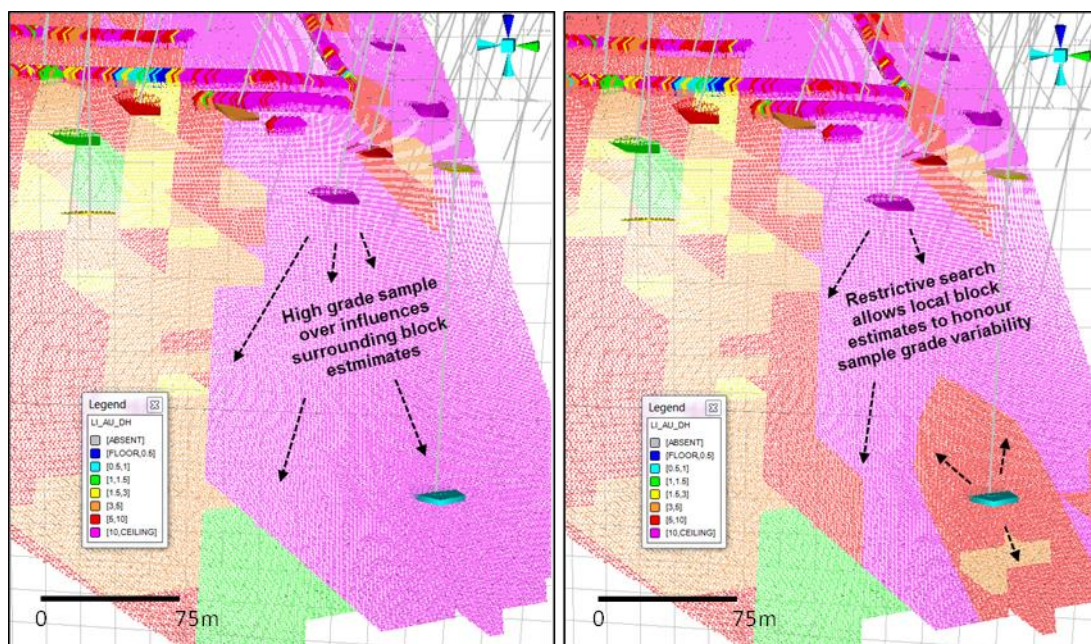 High grade sample
over influences
surrounding block
estmimates
Legend
LI_AU_DH
[ABSENT]
[FLOOR,0.5]
[0.5,1]
[1,1.5]
[1.5,3]
[3,5]
[5,10]
[10,CEILING]
0 75m
Restrictive search
allows local block
estimates to honour
sample grade variability
Legend
LI_AU_DH
[ABSENT]
[FLOOR,0.5]
[0.5,1]
[1,1.5]
[1.5,3]
[3,5]
[5,10]
[10,CEILING]
0 75m